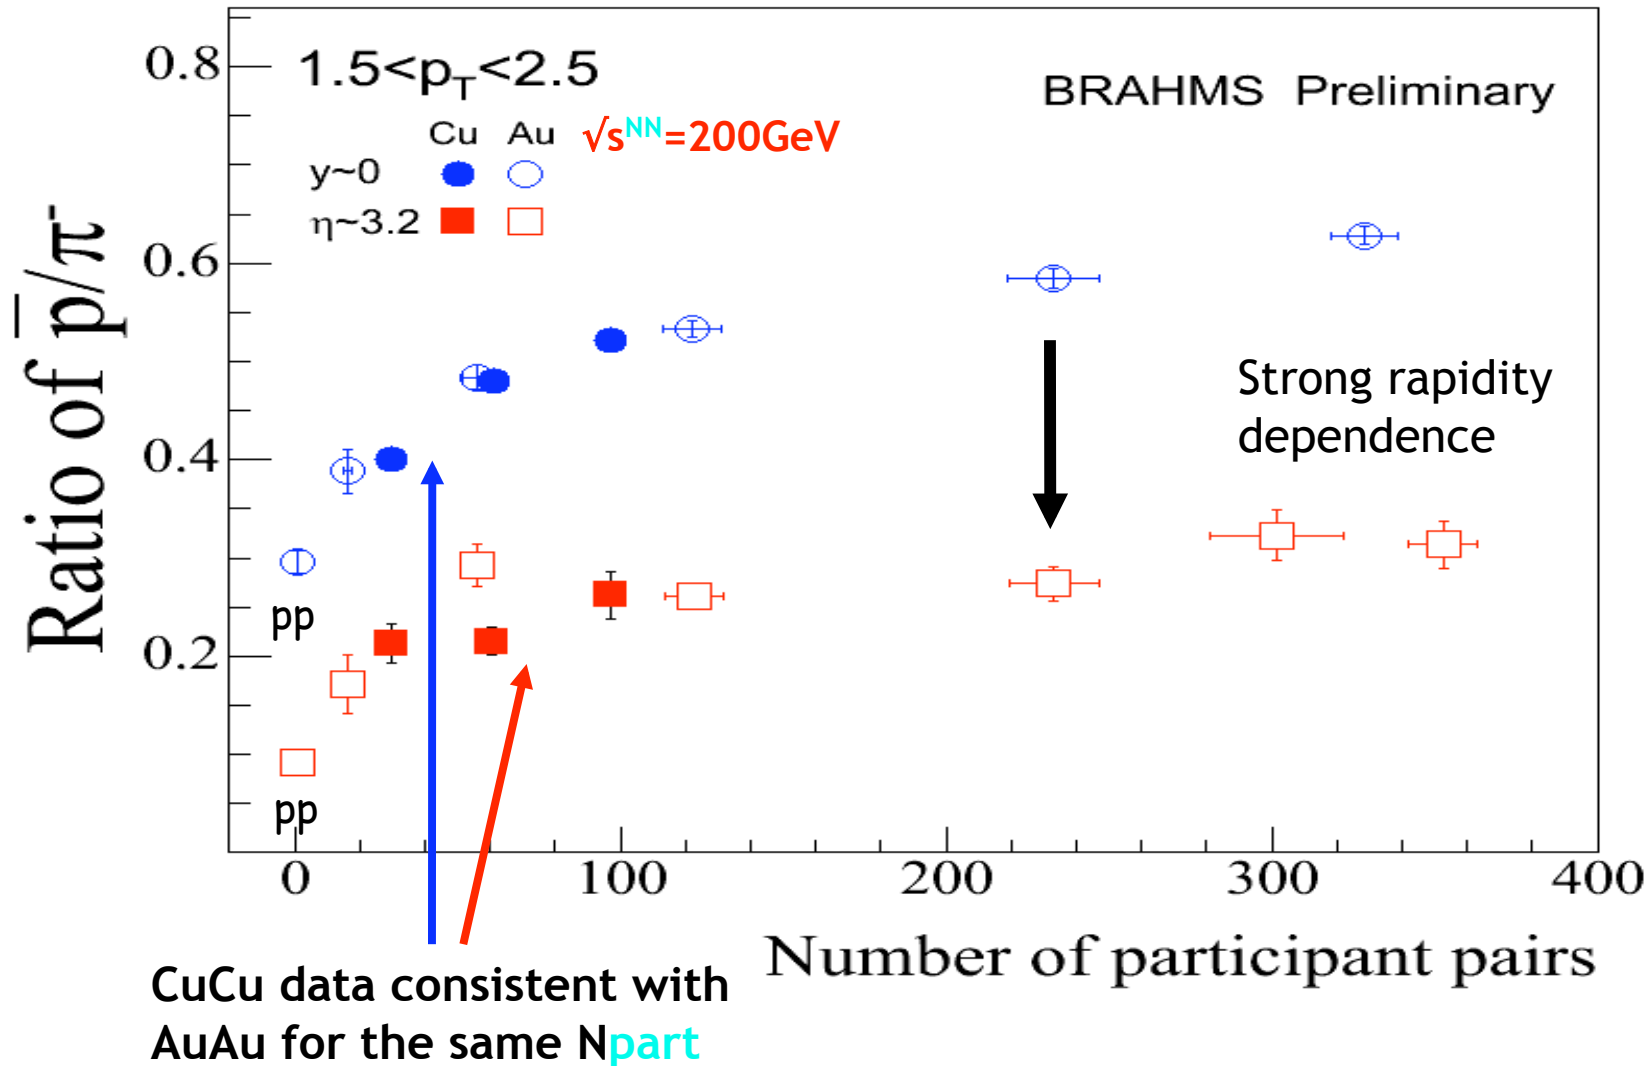 0.8
1.5<p_T<2.5
BRAHMS Preliminary
Cu Au √s^NN=200GeV
y~0
η~3.2
Ratio of p̅/π⁻
0.6
Strong rapidity
dependence
0.4
pp
0.2
pp
0 100 200 300 400
Number of participant pairs
CuCu data consistent with
AuAu for the same Npart